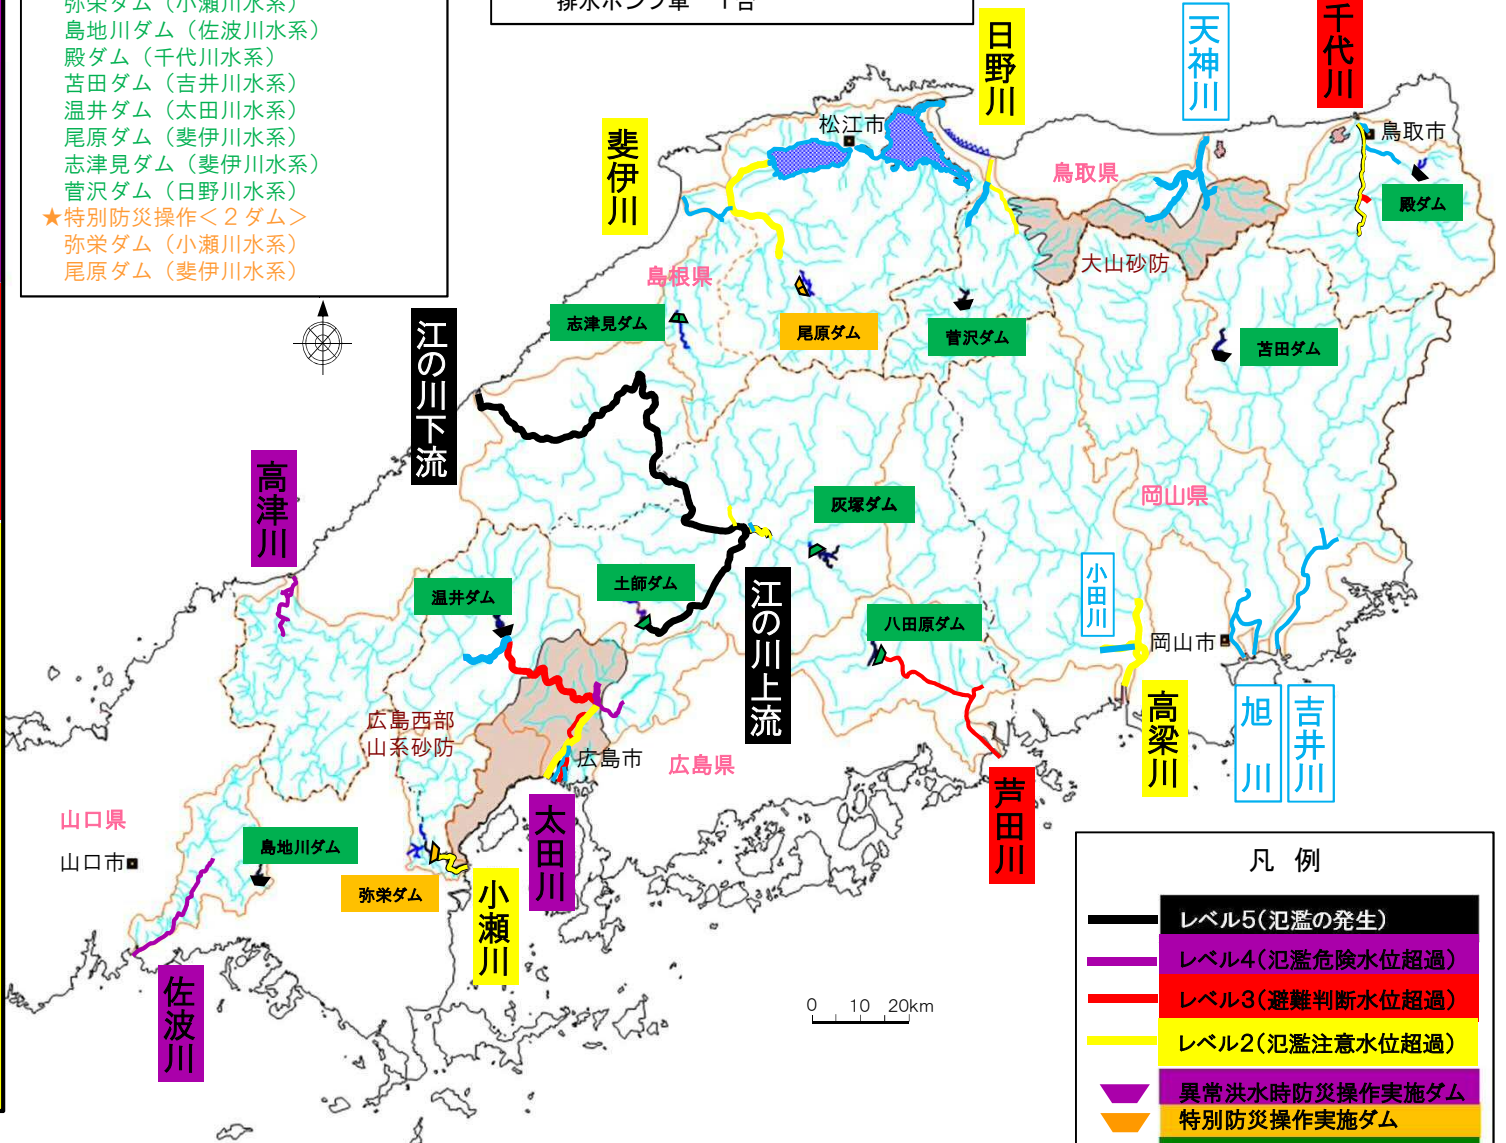 弥栄ダム（小瀬川水系）
島地川ダム（佐波川水系）
殿ダム（千代川水系）
苫田ダム（吉井川水系）
温井ダム（太田川水系）
尾原ダム（斐伊川水系）
志津見ダム（斐伊川水系）
菅沢ダム（日野川水系）
★特別防災操作＜２ダム＞
弥栄ダム（小瀬川水系）
尾原ダム（斐伊川水系）
排水ポンプ車　１台
日野川
天神川
千代川
斐伊川
松江市
鳥取市
鳥取県
殿ダム
大山砂防
島根県
志津見ダム
尾原ダム
菅沢ダム
苫田ダム
江の川下流
高津川
灰塚ダム
岡山県
温井ダム
土師ダム
江の川上流
八田原ダム
小田川
岡山市
高梁川
旭川
吉井川
広島西部
山系砂防
広島市
広島県
芦田川
太田川
山口県
山口市
島地川ダム
弥栄ダム
小瀬川
佐波川
0 10 20km
凡 例
レベル5(氾濫の発生)
レベル4(氾濫危険水位超過)
レベル3(避難判断水位超過)
レベル2(氾濫注意水位超過)
異常洪水時防災操作実施ダム
特別防災操作実施ダム